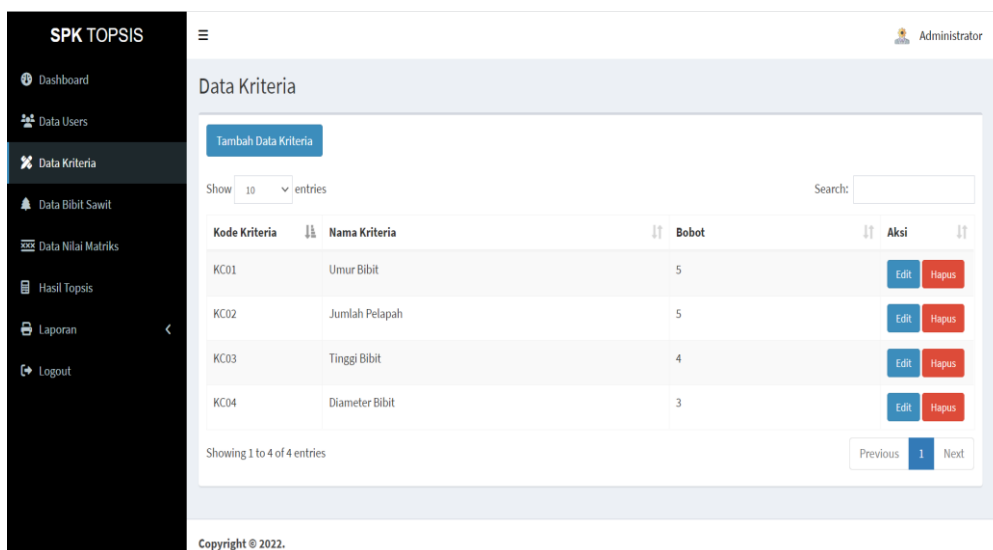 SPK TOPSIS
Administrator
Dashboard
Data Users
Data Kriteria
Data Bibit Sawit
Data Nilai Matriks
Hasil Topsis
Laporan
Logout
Data Kriteria
Tambah Data Kriteria
Show 10 entries
Search:
Kode Kriteria Nama Kriteria Bobot Aksi
KC01 Umur Bibit 5 Edit Hapus
KC02 Jumlah Pelapah 5 Edit Hapus
KC03 Tinggi Bibit 4 Edit Hapus
KC04 Diameter Bibit 3 Edit Hapus
Showing 1 to 4 of 4 entries
Previous 1 Next
Copyright © 2022.